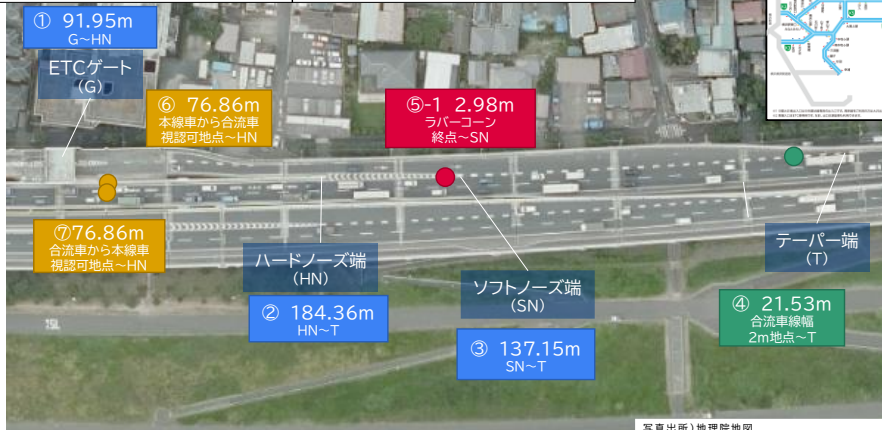 ① 91.95m
G～HN
ETCゲート
(G)
⑥ 76.86m
本線車から合流車
視認可地点～HN
⑤-1 2.98m
ラバーコーン
終点～SN
⑦76.86m
合流車から本線車
視認可地点～HN
ハードノーズ端
(HN)
② 184.36m
HN～T
ソフトノーズ端
(SN)
③ 137.15m
SN～T
テーパー端
(T)
④ 21.53m
合流車線幅
2m地点～T
写真出所)地理院地図